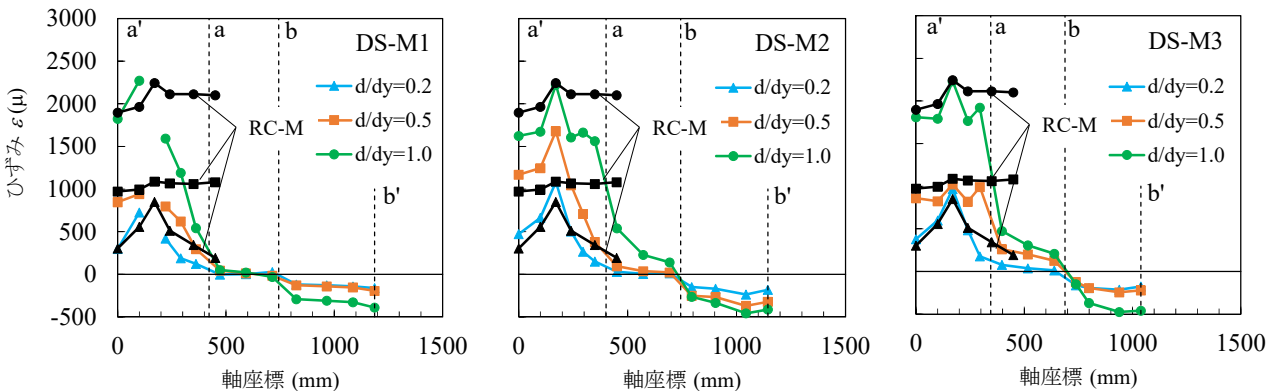 ひずみ ε(μ)
3000
2500
2000
1500
1000
500
0
-500
a'
a
b
DS-M1
d/dy=0.2
d/dy=0.5
d/dy=1.0
RC-M
b'
0
500
1000
1500
軸座標 (mm)
a'
a
b
DS-M2
d/dy=0.2
d/dy=0.5
d/dy=1.0
RC-M
b'
0
500
1000
1500
軸座標 (mm)
a'
a
b
DS-M3
d/dy=0.2
d/dy=0.5
d/dy=1.0
RC-M
b'
0
500
1000
1500
軸座標 (mm)